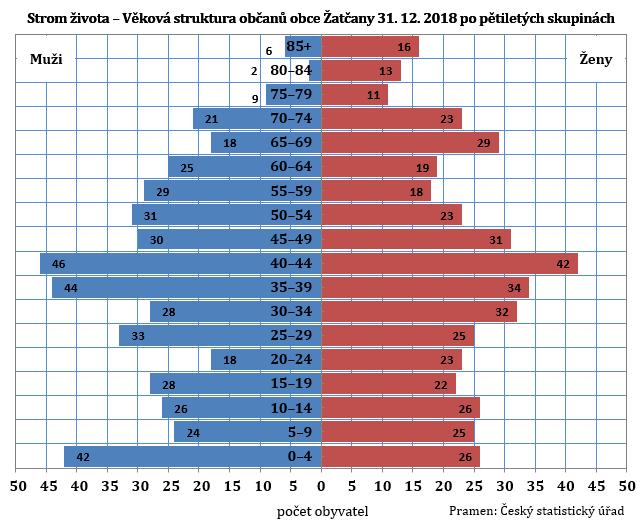 Strom života – Věková struktura občanů obce Žatčany 31. 12. 2018 po pětiletých skupinách
Muži
Ženy
6 85+ 16
2 80–84 13
9 75–79 11
21 70–74 23
18 65–69 29
25 60–64 19
29 55–59 18
31 50–54 23
30 45–49 31
46 40–44 42
44 35–39 34
28 30–34 32
33 25–29 25
18 20–24 23
28 15–19 22
26 10–14 26
24 5–9 25
42 0–4 26
50 45 40 35 30 25 20 15 10 5 0 5 10 15 20 25 30 35 40 45 50
počet obyvatel
Pramen: Český statistický úřad